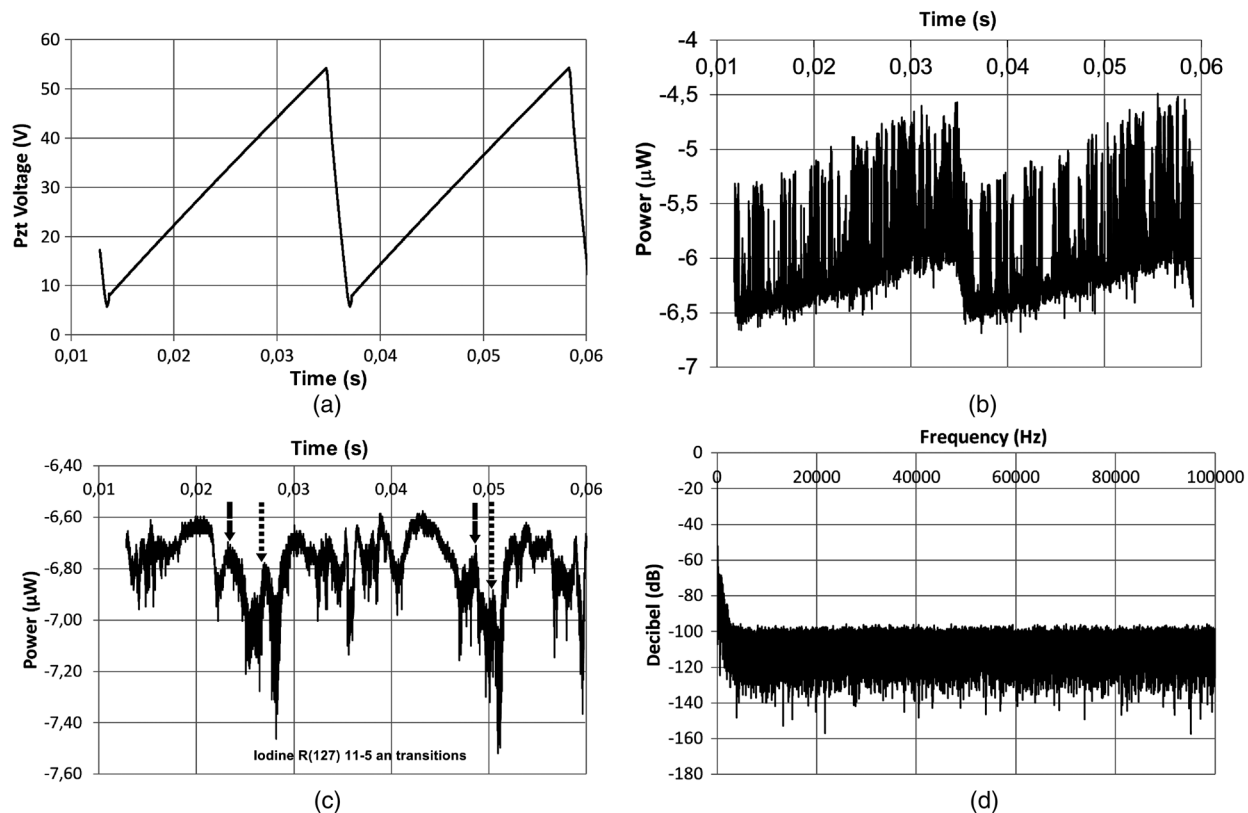 60
50
40
30
20
10
0
Pzt Voltage (V)
0,01 0,02 0,03 0,04 0,05 0,06
Time (s)
(a)
Time (s)
-4
0,01 0,02 0,03 0,04 0,05 0,06
-4,5
-5
-5,5
-6
-6,5
-7
Power (µW)
(b)
Time (s)
-6,40
0,01 0,02 0,03 0,04 0,05 0,06
-6,60
-6,80
-7,00
-7,20
-7,40
-7,60
Power (µW)
Iodine R(127) 11-5 an transitions
(c)
Frequency (Hz)
0
0 20000 40000 60000 80000 100000
-20
-40
-60
-80
-100
-120
-140
-160
-180
Decibel (dB)
(d)